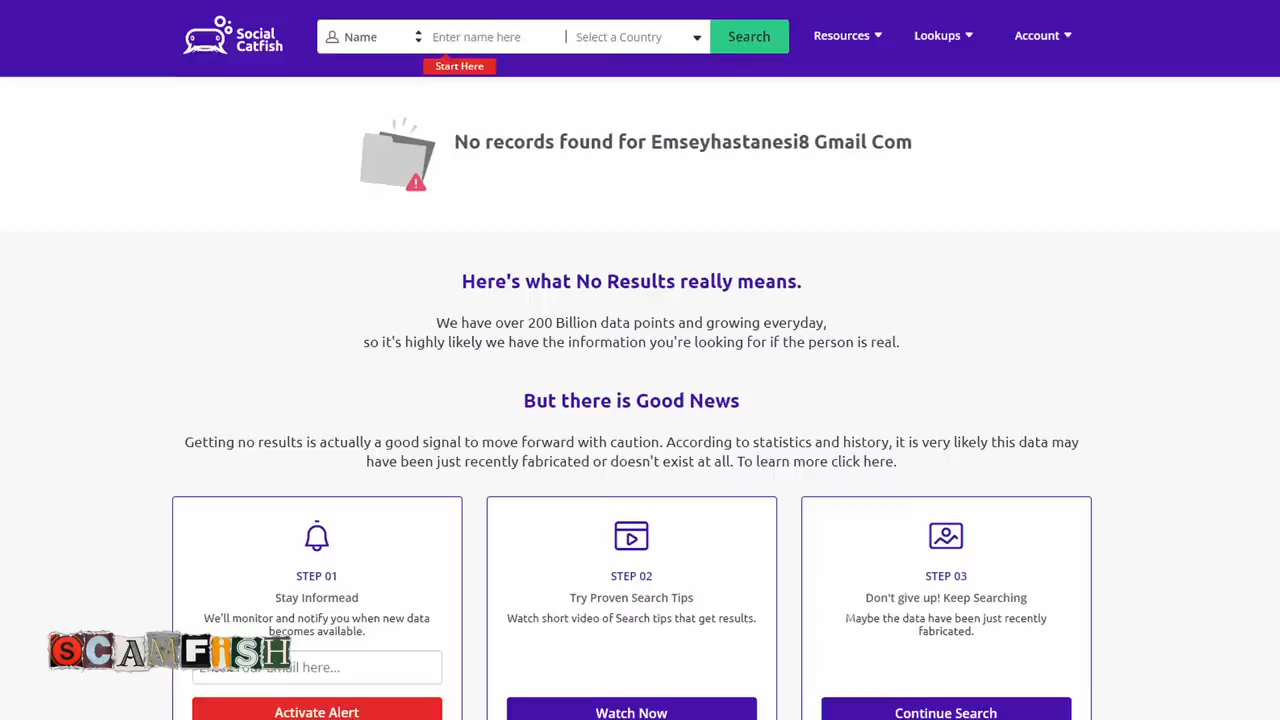 Social
Catfish
Name
Enter name here
Select a Country
Search
Resources
Lookups
Account
Start Here
No records found for Emseyhastanesi8 Gmail Com
Here's what No Results really means.
We have over 200 Billion data points and growing everyday,
so it's highly likely we have the information you're looking for if the person is real.
But there is Good News
Getting no results is actually a good signal to move forward with caution. According to statistics and history, it is very likely this data may
have been just recently fabricated or doesn't exist at all. To learn more click here.
STEP 01
Stay Informead
We'll monitor and notify you when new data
becomes available.
email here...
Activate Alert
STEP 02
Try Proven Search Tips
Watch short video of Search tips that get results.
Watch Now
STEP 03
Don't give up! Keep Searching
Maybe the data have been just recently
fabricated.
Continue Search
SCAMFiSH